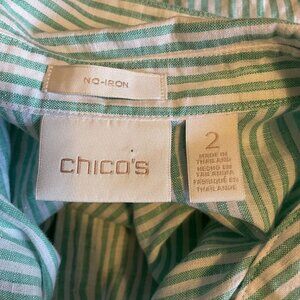 NO-IRON
chico's
2
MADE IN
THAILAND
HECHO EN
TAILANDIA
FABRIQUÉ EN
THAÏLANDE